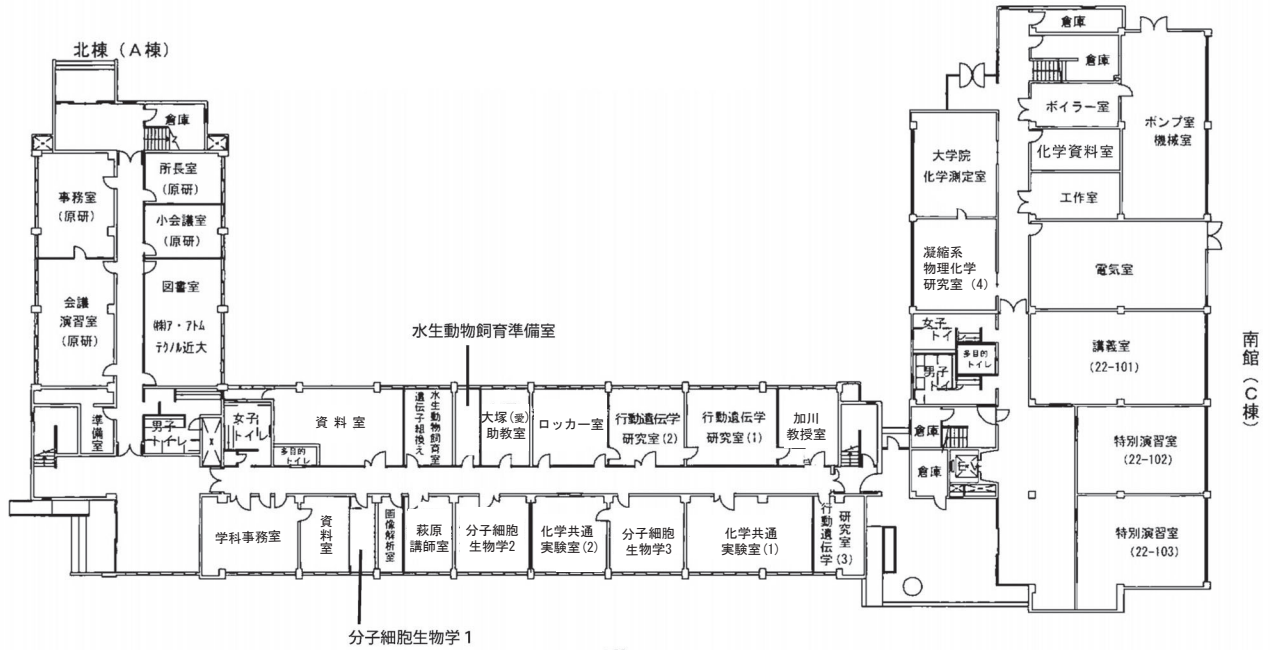 北棟（A棟）
倉庫
所長室
(原研)
事務室
(原研)
小会議室
(原研)
図書室
㈱ア・アトム
テクノル近大
会議
演習室
(原研)
準備室
男子
トイレ
女子
トイレ
多目的
トイレ
資料室
水生動物飼育室
遺伝子組換え
水生動物飼育準備室
大塚(愛)
助教室
ロッカー室
行動遺伝学
研究室(2)
行動遺伝学
研究室(1)
加川
教授室
学科事務室
資料室
分子細胞生物学1
画像解析室
萩原
講師室
分子細胞
生物学2
化学共通
実験室(2)
分子細胞
生物学3
化学共通
実験室(1)
行動遺伝学
研究室
(3)
倉庫
倉庫
ボイラー室
ポンプ室
機械室
化学資料室
工作室
大学院
化学測定室
凝縮系
物理化学
研究室(4)
電気室
女子
トイ
多目的
トイレ
男子
トイ
講義室
(22-101)
倉庫
倉庫
EV
特別演習室
(22-102)
特別演習室
(22-103)
南館（C棟）